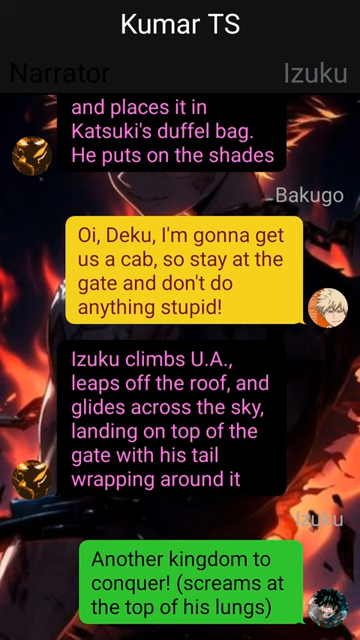 Kumar TS
Narrator
Izuku
and places it in
Katsuki's duffel bag.
He puts on the shades
Bakugo
Oi, Deku, I'm gonna get
us a cab, so stay at the
gate and don't do
anything stupid!
Izuku climbs U.A.,
leaps off the roof, and
glides across the sky,
landing on top of the
gate with his tail
wrapping around it
Izuku
Another kingdom to
conquer! (screams at
the top of his lungs)